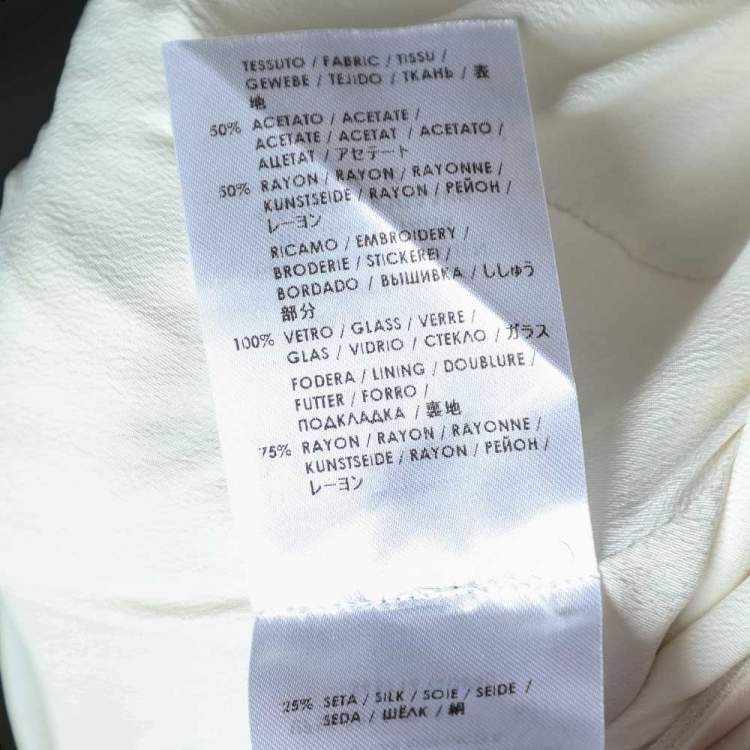 TESSUTO / FABRIC / TISSU /
GEWEBE / TEJIDO / ТКАНЬ / 表
地
50% ACETATO / ACETATE /
ACETATE / ACETAT / ACETATO /
АЦЕТАТ / アセテート
50% RAYON / RAYON / RAYONNE /
KUNSTSEIDE / RAYON / РЕЙОН /
レーヨン
RICAMO / EMBROIDERY /
BRODERIE / STICKEREI /
BORDADO / ВЫШИВКА / ししゅう
部分
100% VETRO / GLASS / VERRE /
GLAS / VIDRIO / СТЕКЛО / ガラス
FODERA / LINING / DOUBLURE /
FUTTER / FORRO /
ПОДКЛАДКА / 裏地
75% RAYON / RAYON / RAYONNE /
KUNSTSEIDE / RAYON / РЕЙОН /
レーヨン
25% SETA / SILK / SOIE / SEIDE /
SEDA / ШЁЛК / 絹